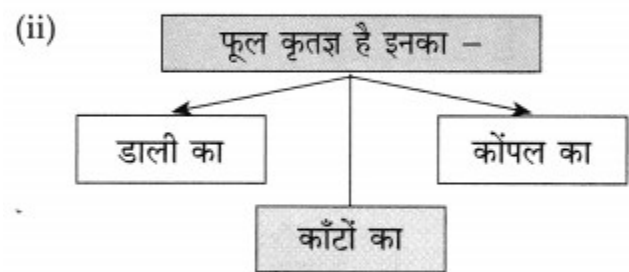 (ii)
फूल कृतज्ञ है इनका –
डाली का
कोंपल का
काँटों का